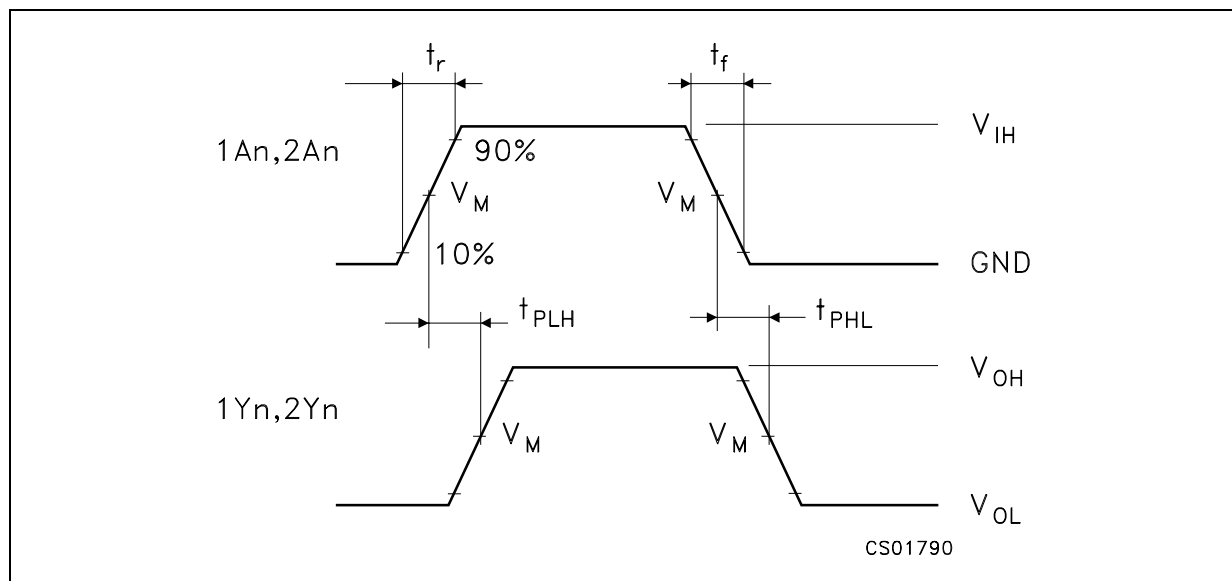 t_r
t_f
1An,2An
90%
V_IH
V_M
V_M
10%
GND
t_PLH
t_PHL
V_OH
1Yn,2Yn
V_M
V_M
V_OL
CS01790